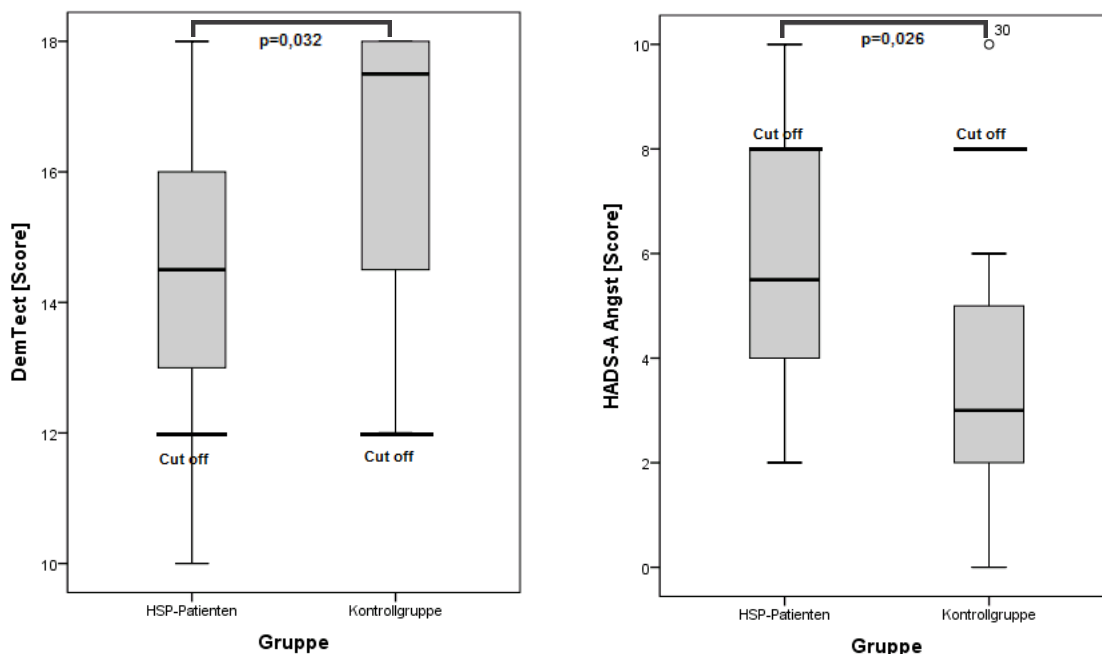 DemTect [Score]
18
16
14
12
10
p=0,032
Cut off
Cut off
HSP-Patienten
Kontrollgruppe
Gruppe
HADS-A Angst [Score]
10
8
6
4
2
0
p=0,026
30
Cut off
Cut off
HSP-Patienten
Kontrollgruppe
Gruppe